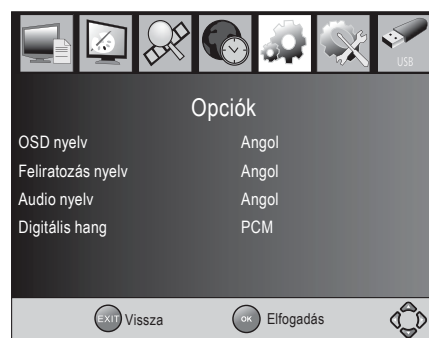 USB
Opciók
OSD nyelv Angol
Feliratozás nyelv Angol
Audio nyelv Angol
Digitális hang PCM
EXIT Vissza OK Elfogadás